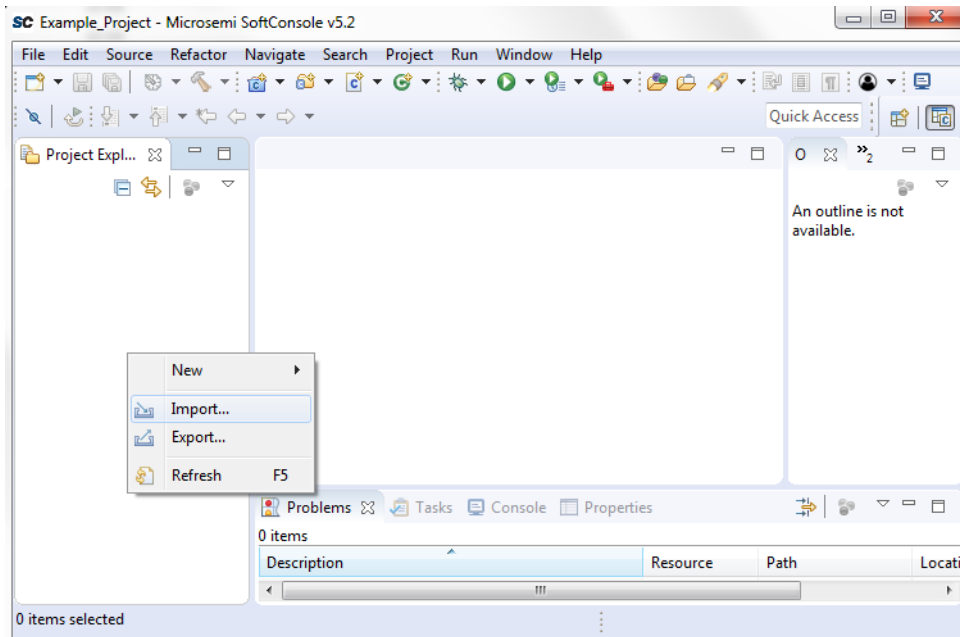 SC Example_Project - Microsemi SoftConsole v5.2
File Edit Source Refactor Navigate Search Project Run Window Help
Quick Access
Project Expl...
O
»2
An outline is not
available.
New
Import...
Export...
Refresh F5
Problems Tasks Console Properties
0 items
Description Resource Path Locati
0 items selected